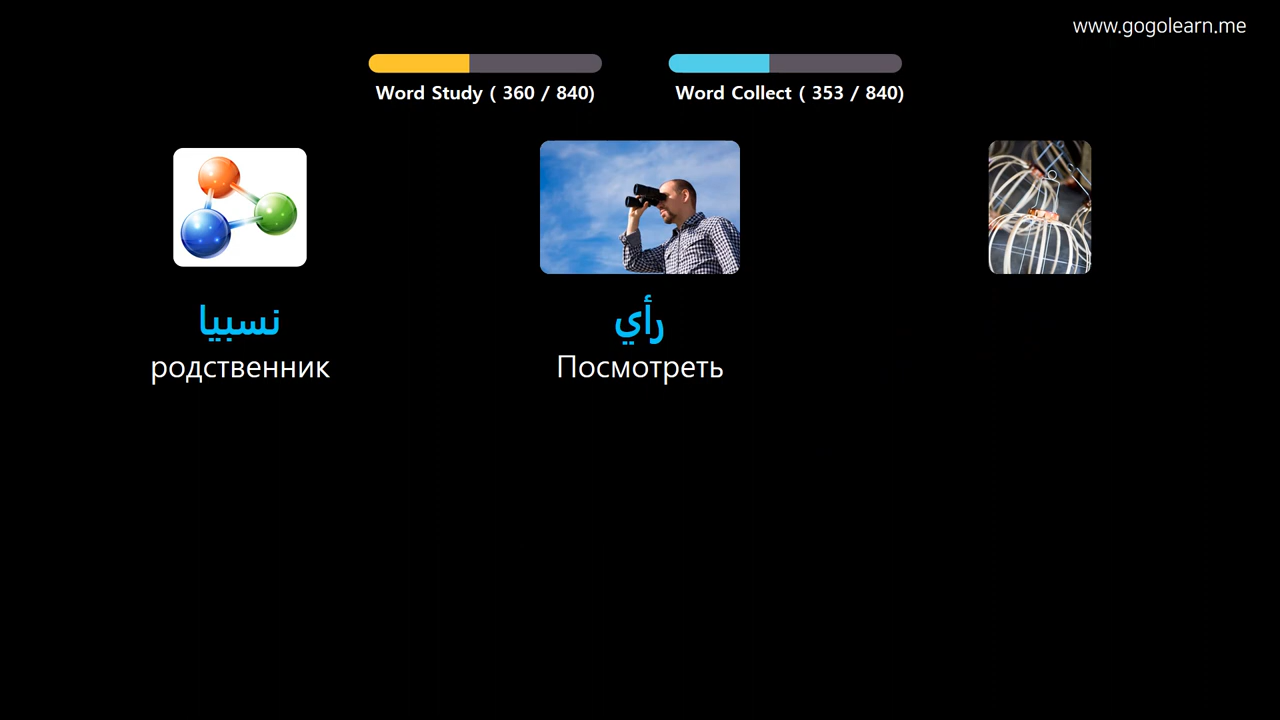 www.gogolearn.me
Word Study ( 360 / 840)
Word Collect ( 353 / 840)
نسبيا
родственник
رأي
Посмотреть